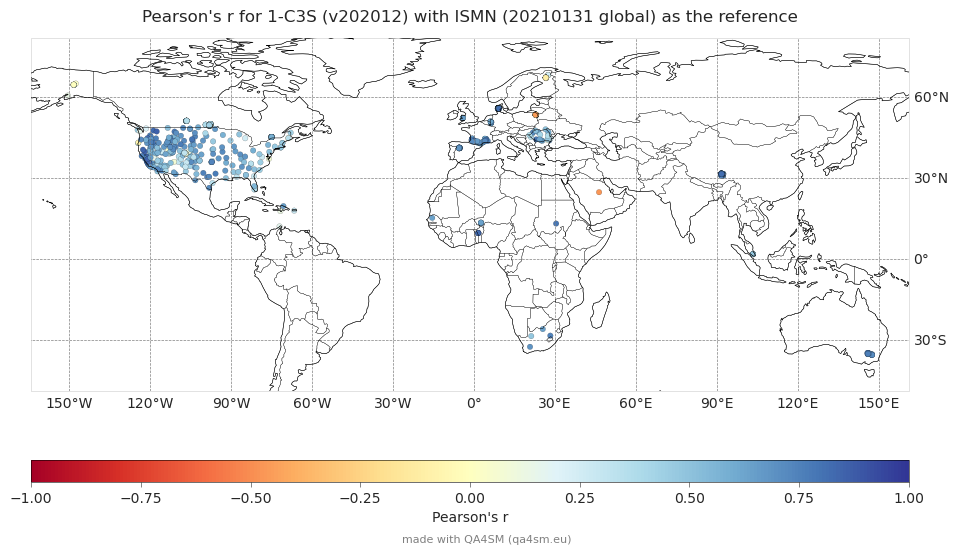 Pearson's r for 1-C3S (v202012) with ISMN (20210131 global) as the reference
60°N
30°N
0°
30°S
150°W 120°W 90°W 60°W 30°W 0° 30°E 60°E 90°E 120°E 150°E
−1.00 −0.75 −0.50 −0.25 0.00 0.25 0.50 0.75 1.00
Pearson's r
made with QA4SM (qa4sm.eu)